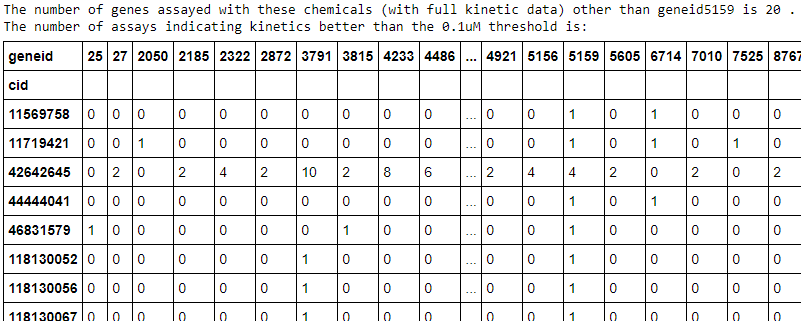 The number of genes assayed with these chemicals (with full kinetic data) other than geneid5159 is 20 .
The number of assays indicating kinetics better than the 0.1uM threshold is:
geneid 25 27 2050 2185 2322 2872 3791 3815 4233 4486 ... 4921 5156 5159 5605 6714 7010 7525 8767
cid
11569758 0 0 0 0 0 0 0 0 0 0 ... 0 0 1 0 1 0 0 0
11719421 0 0 1 0 0 0 0 0 0 0 ... 0 0 1 0 1 0 1 0
42642645 0 2 0 2 4 2 10 2 8 6 ... 2 4 4 2 0 2 0 2
44444041 0 0 0 0 0 0 0 0 0 0 ... 0 0 1 0 1 0 0 0
46831579 1 0 0 0 0 0 0 1 0 0 ... 0 0 1 0 0 0 0 0
118130052 0 0 0 0 0 0 1 0 0 0 ... 0 0 1 0 0 0 0 0
118130056 0 0 0 0 0 0 1 0 0 0 ... 0 0 1 0 0 0 0 0
118130067 0 0 0 0 0 0 1 0 0 0 ... 0 0 1 0 0 0 0 0